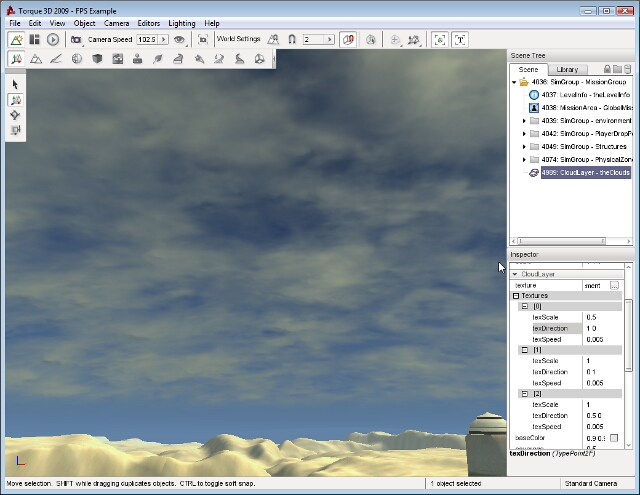 Torque 3D 2009 - FPS Example
File Edit View Object Camera Editors Lighting Help
Camera Speed 102.5 World Settings 2
Scene Tree
Scene Library
4036: SimGroup - MissionGroup
4037: LevelInfo - theLevelInfo
4038: MissionArea - GlobalMiss
4039: SimGroup - environment
4042: SimGroup - PlayerDropPo
4049: SimGroup - Structures
4074: SimGroup - PhysicalZone
4989: CloudLayer - theClouds
Inspector
CloudLayer
texture ment ...
Textures
[0]
texScale 0.5
texDirection 1 0
texSpeed 0.005
[1]
texScale 1
texDirection 0 1
texSpeed 0.005
[2]
texScale 1
texDirection 0.5 0
texSpeed 0.005
baseColor 0.9 0.
texDirection (TypePoint2F)
Move selection. SHIFT while dragging duplicates objects. CTRL to toggle soft snap. 1 object selected Standard Camera